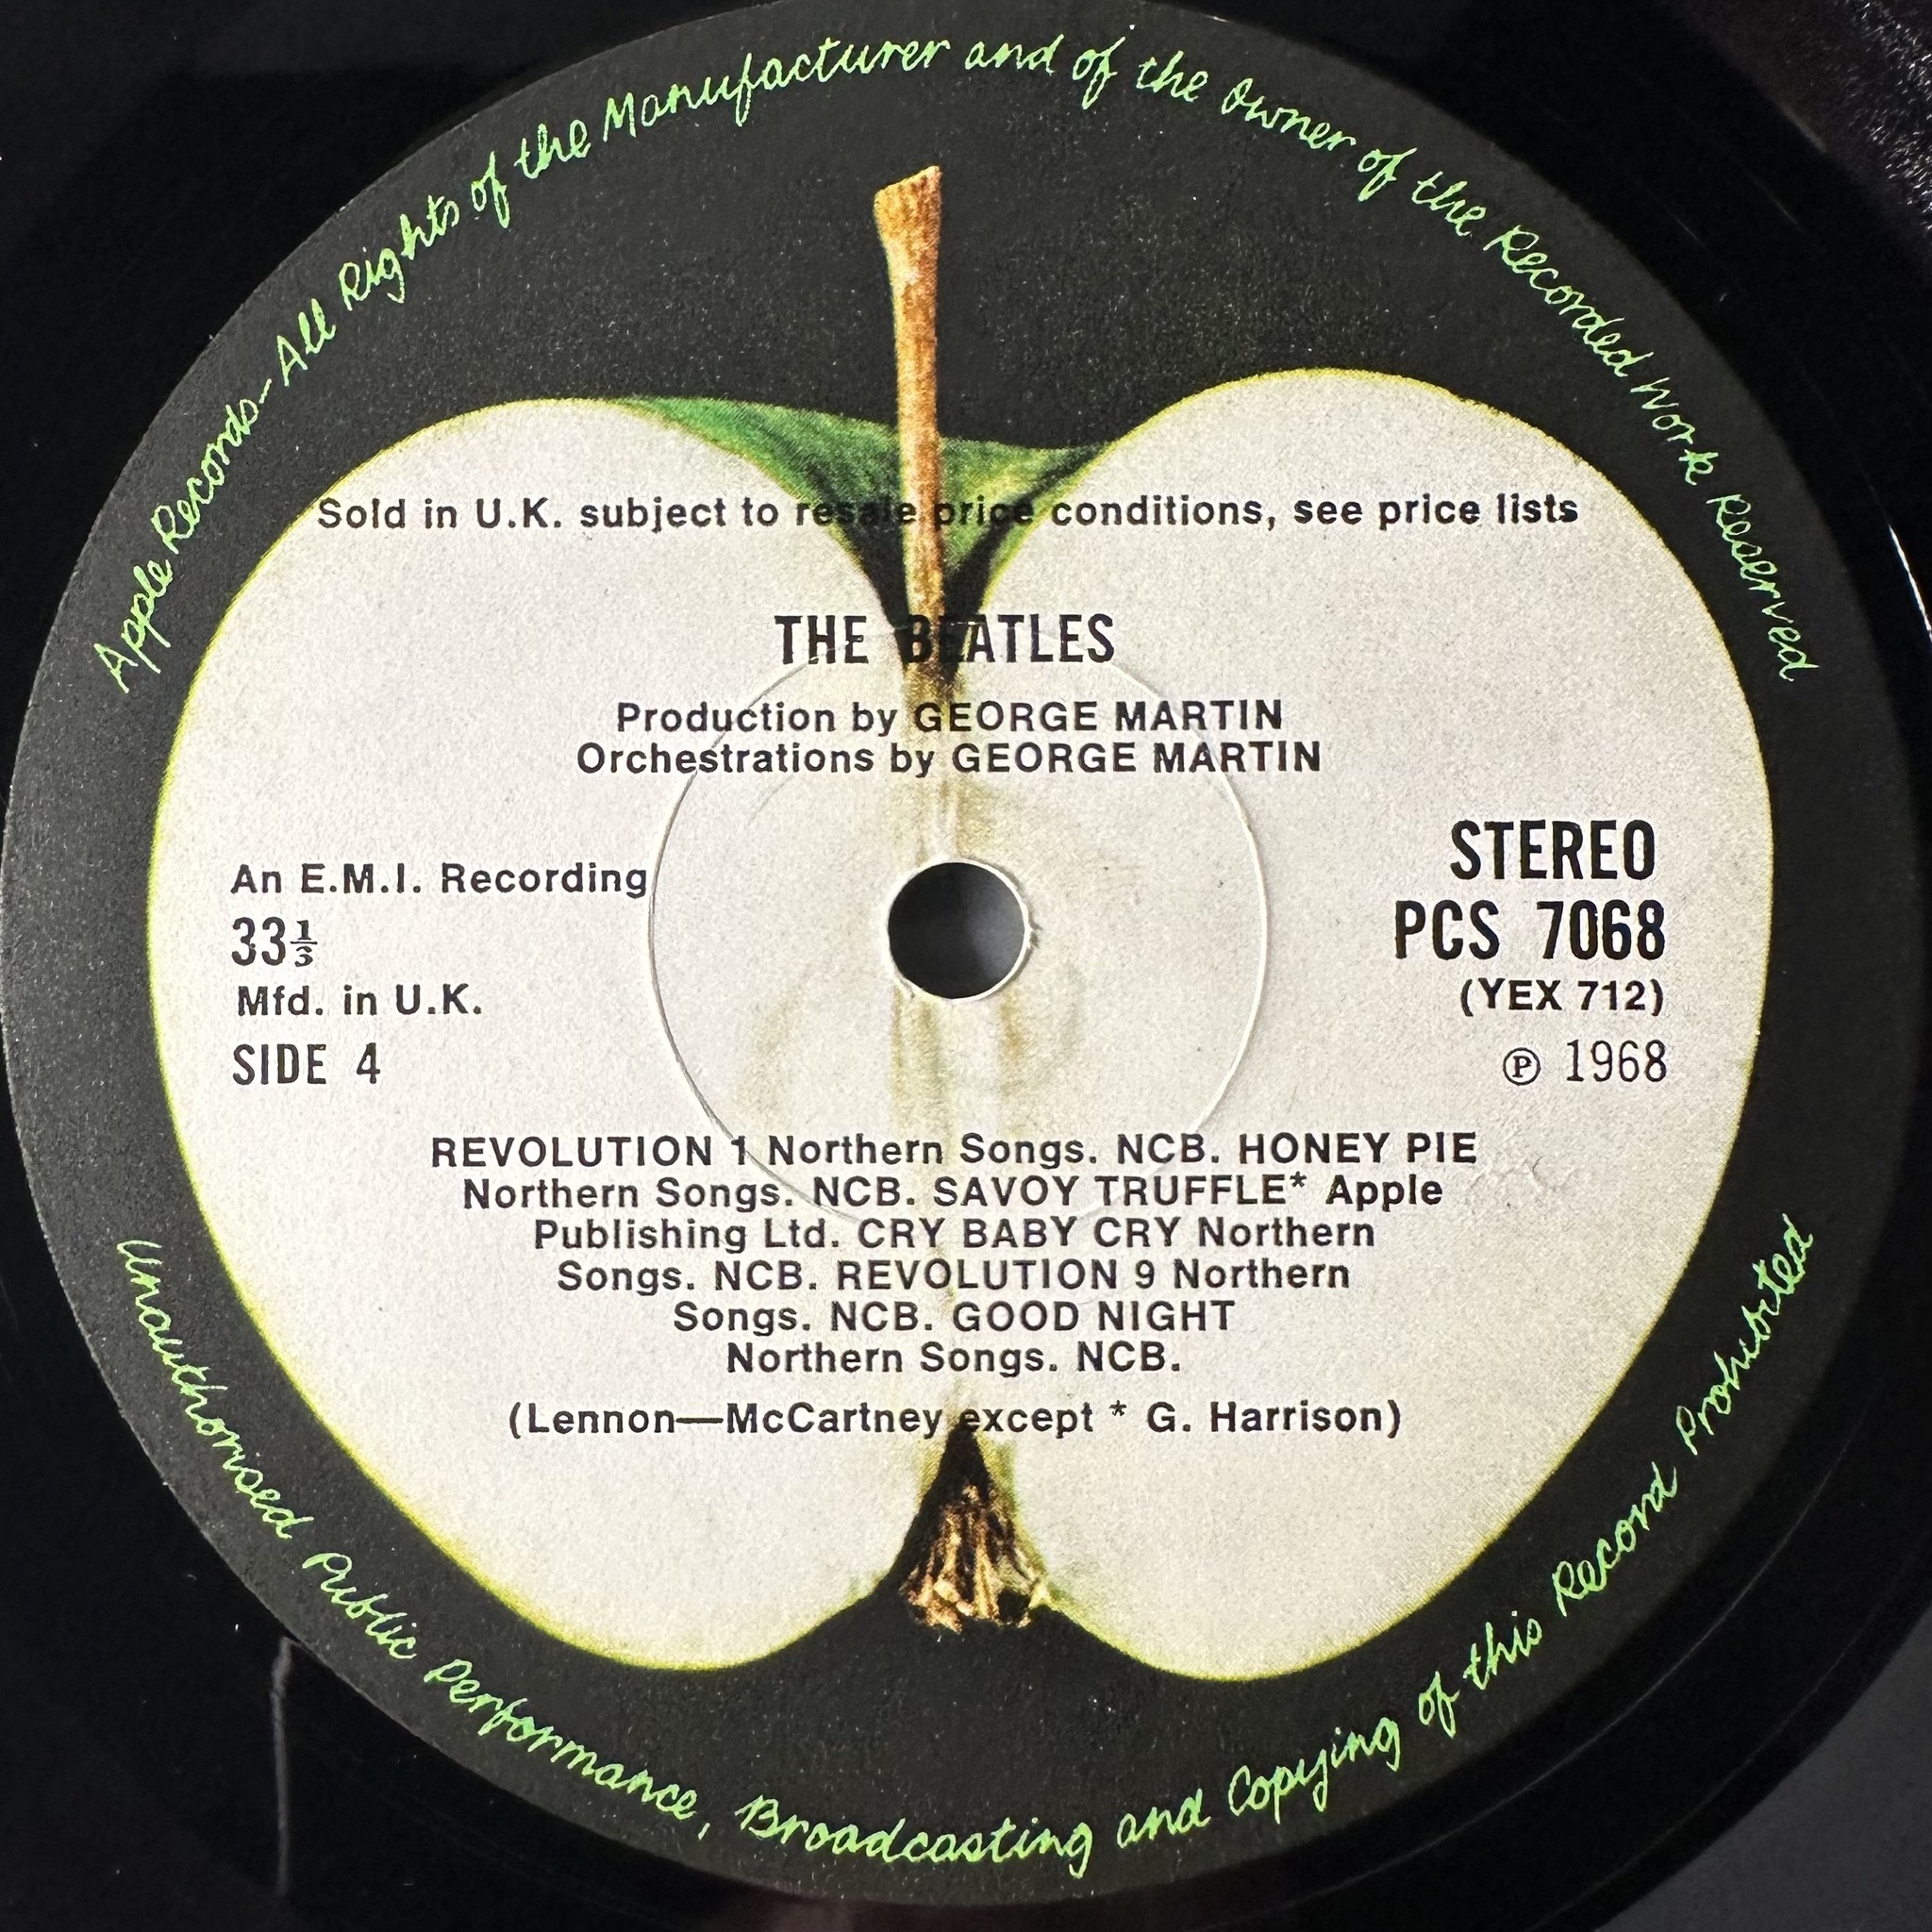 Apple Records—All Rights of the Manufacturer and of the Owner of the Recorded Work Reserved
Sold in U.K. subject to resale price conditions, see price lists
THE BEATLES
Production by GEORGE MARTIN
Orchestrations by GEORGE MARTIN
An E.M.I. Recording
33⅓
Mfd. in U.K.
SIDE 4
STEREO
PCS 7068
(YEX 712)
℗ 1968
REVOLUTION 1 Northern Songs. NCB. HONEY PIE
Northern Songs. NCB. SAVOY TRUFFLE* Apple
Publishing Ltd. CRY BABY CRY Northern
Songs. NCB. REVOLUTION 9 Northern
Songs. NCB. GOOD NIGHT
Northern Songs. NCB.
(Lennon—McCartney except * G. Harrison)
Unauthorised Public Performance, Broadcasting and Copying of this Record Prohibited